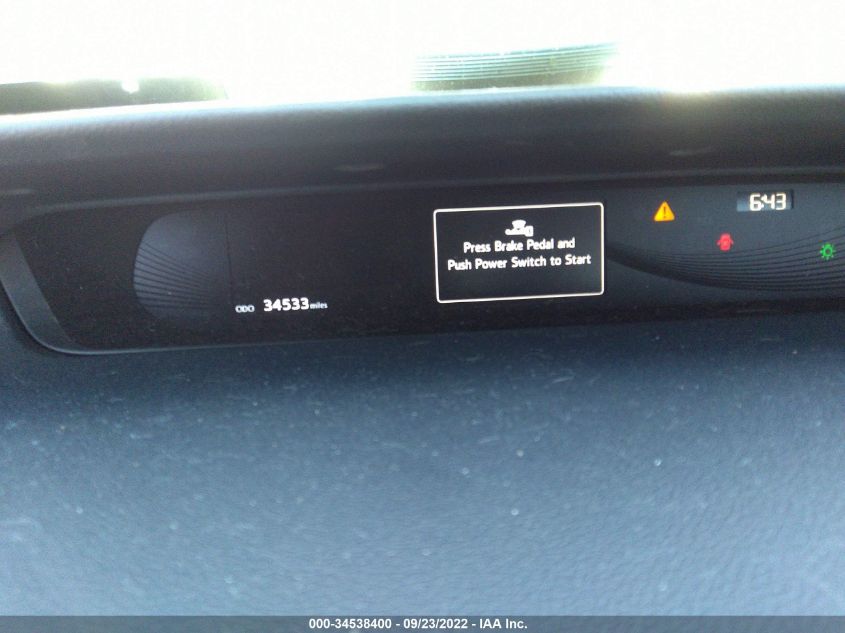 6:43
Press Brake Pedal and
Push Power Switch to Start
ODO 34533 miles
000-34538400 - 09/23/2022 - IAA Inc.